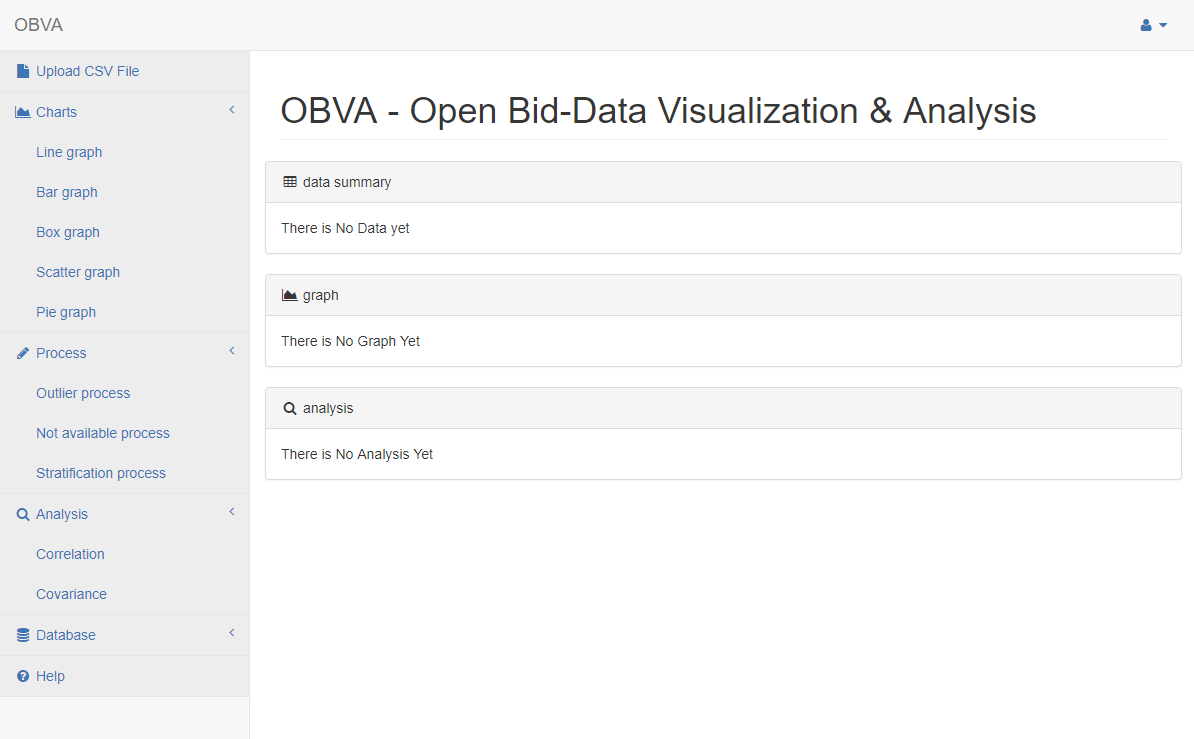 OBVA
Upload CSV File
Charts
Line graph
Bar graph
Box graph
Scatter graph
Pie graph
Process
Outlier process
Not available process
Stratification process
Analysis
Correlation
Covariance
Database
Help
OBVA - Open Bid-Data Visualization & Analysis
data summary
There is No Data yet
graph
There is No Graph Yet
analysis
There is No Analysis Yet